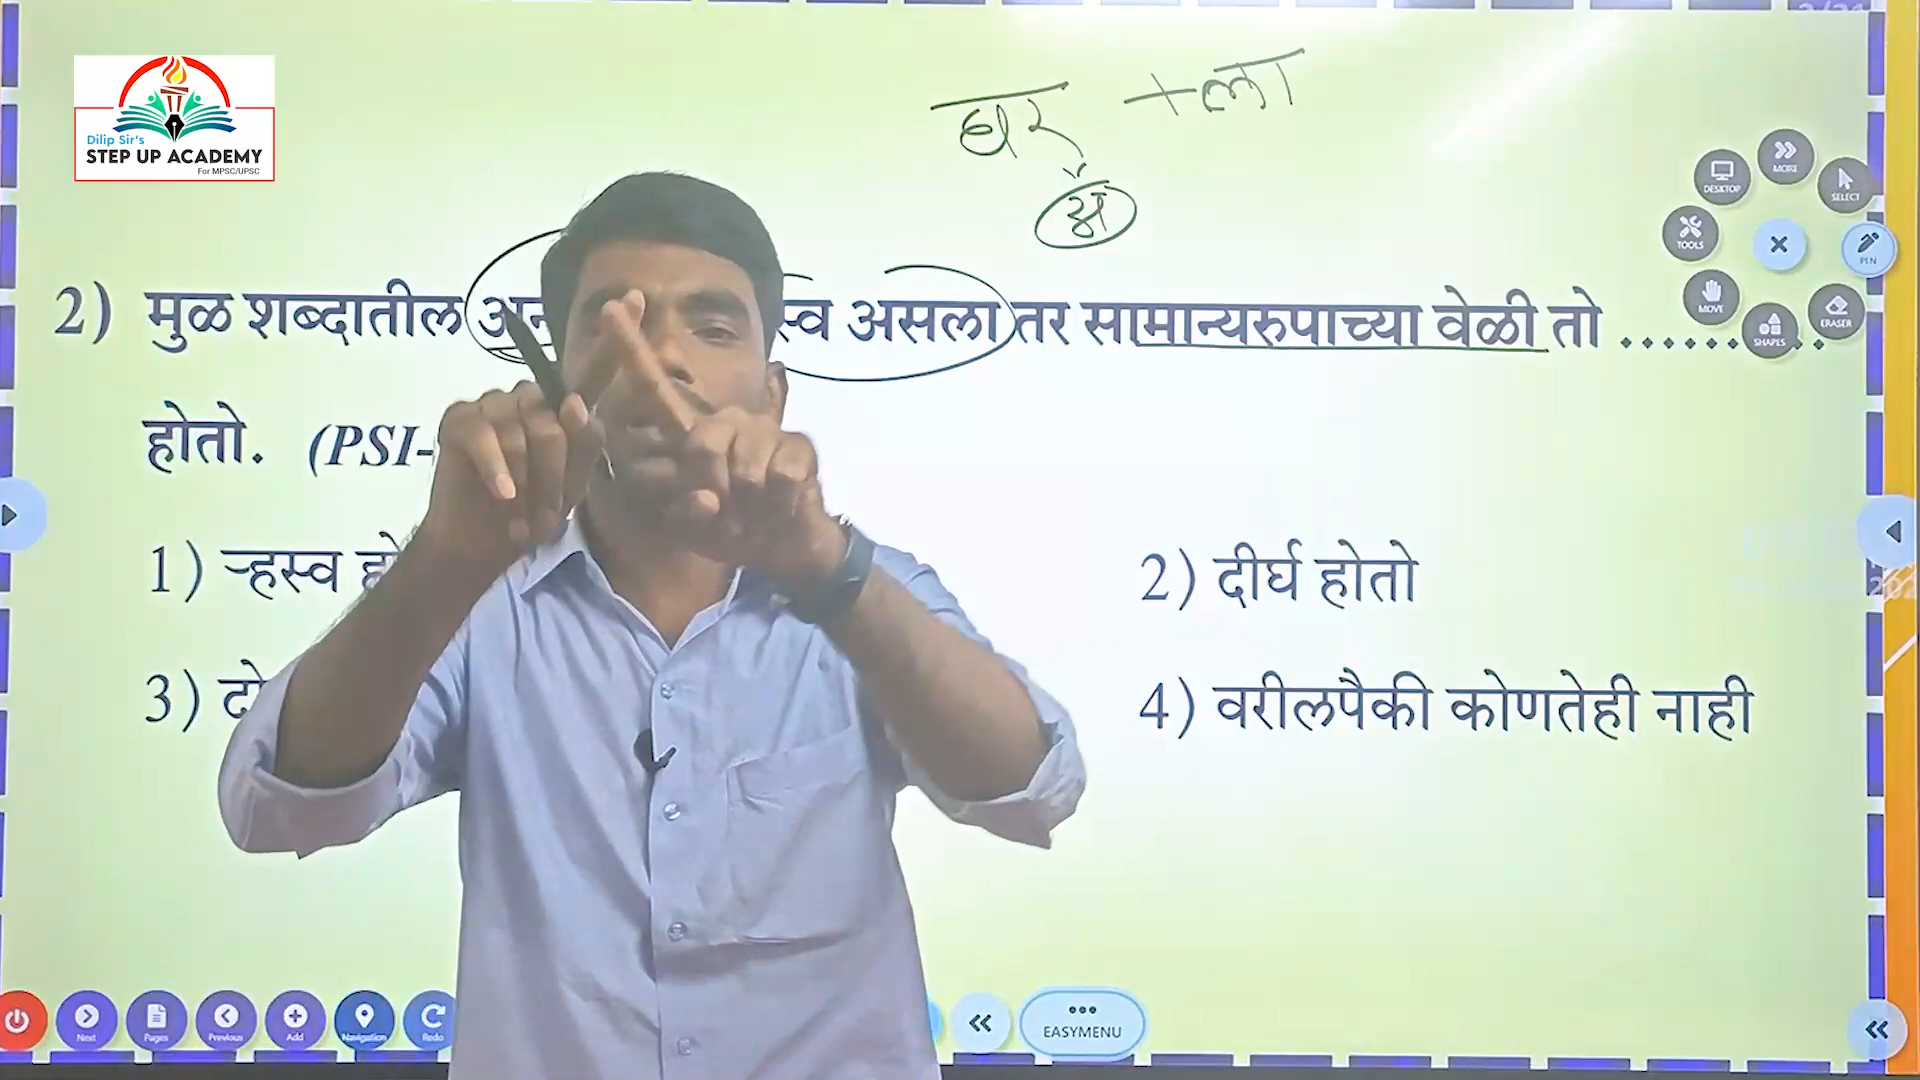 Dilip Sir's
STEP UP ACADEMY
For MPSC/UPSC
घर + ला
अ
DESKTOP
MORE
SELECT
TOOLS
PEN
MOVE
SHAPES
ERASER
2) मुळ शब्दातील अन स्व असला तर सामान्यरुपाच्या वेळी तो ........
होतो. (PSI-
1) ऱ्हस्व हो
2) दीर्घ होतो
3) दो
4) वरीलपैकी कोणतेही नाही
Next
Pages
Previous
Add
Navigation
Redo
EASYMENU